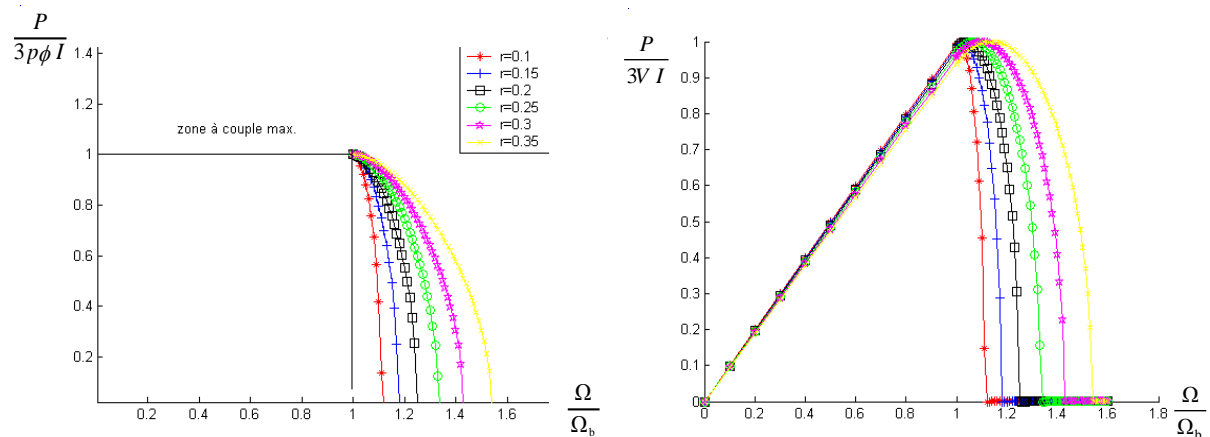 P
3pϕ I
1.4
1.2
1
0.8
0.6
0.4
0.2
zone à couple max.
r=0.1
r=0.15
r=0.2
r=0.25
r=0.3
r=0.35
0.2 0.4 0.6 0.8 1 1.2 1.4 1.6
Ω
Ωb
P
3V I
1
0.9
0.8
0.7
0.6
0.5
0.4
0.3
0.2
0.1
0
0 0.2 0.4 0.6 0.8 1 1.2 1.4 1.6 1.8
Ω
Ωb